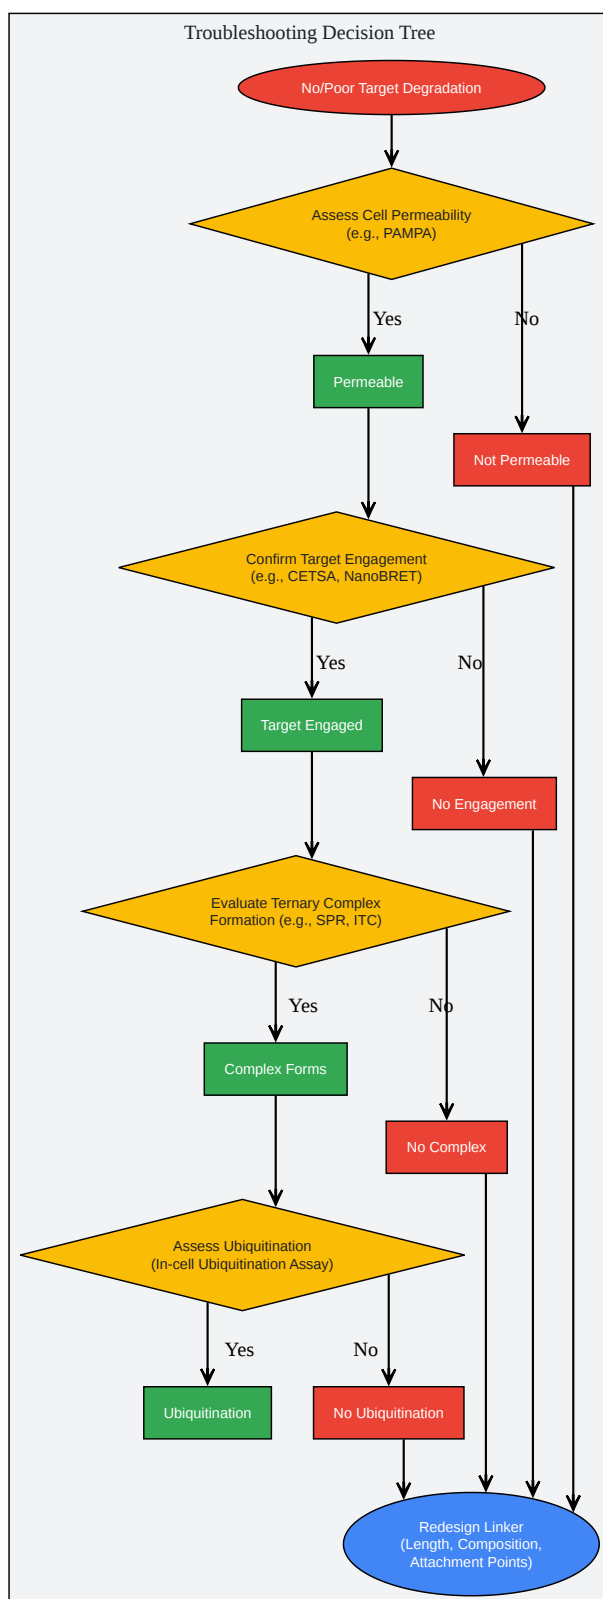 Troubleshooting Decision Tree
No/Poor Target Degradation
Assess Cell Permeability
(e.g., PAMPA)
Yes
No
Permeable
Not Permeable
Confirm Target Engagement
(e.g., CETSA, NanoBRET)
Yes
No
Target Engaged
No Engagement
Evaluate Ternary Complex
Formation (e.g., SPR, ITC)
Yes
No
Complex Forms
No Complex
Assess Ubiquitination
(In-cell Ubiquitination Assay)
Yes
No
Ubiquitination
No Ubiquitination
Redesign Linker
(Length, Composition,
Attachment Points)